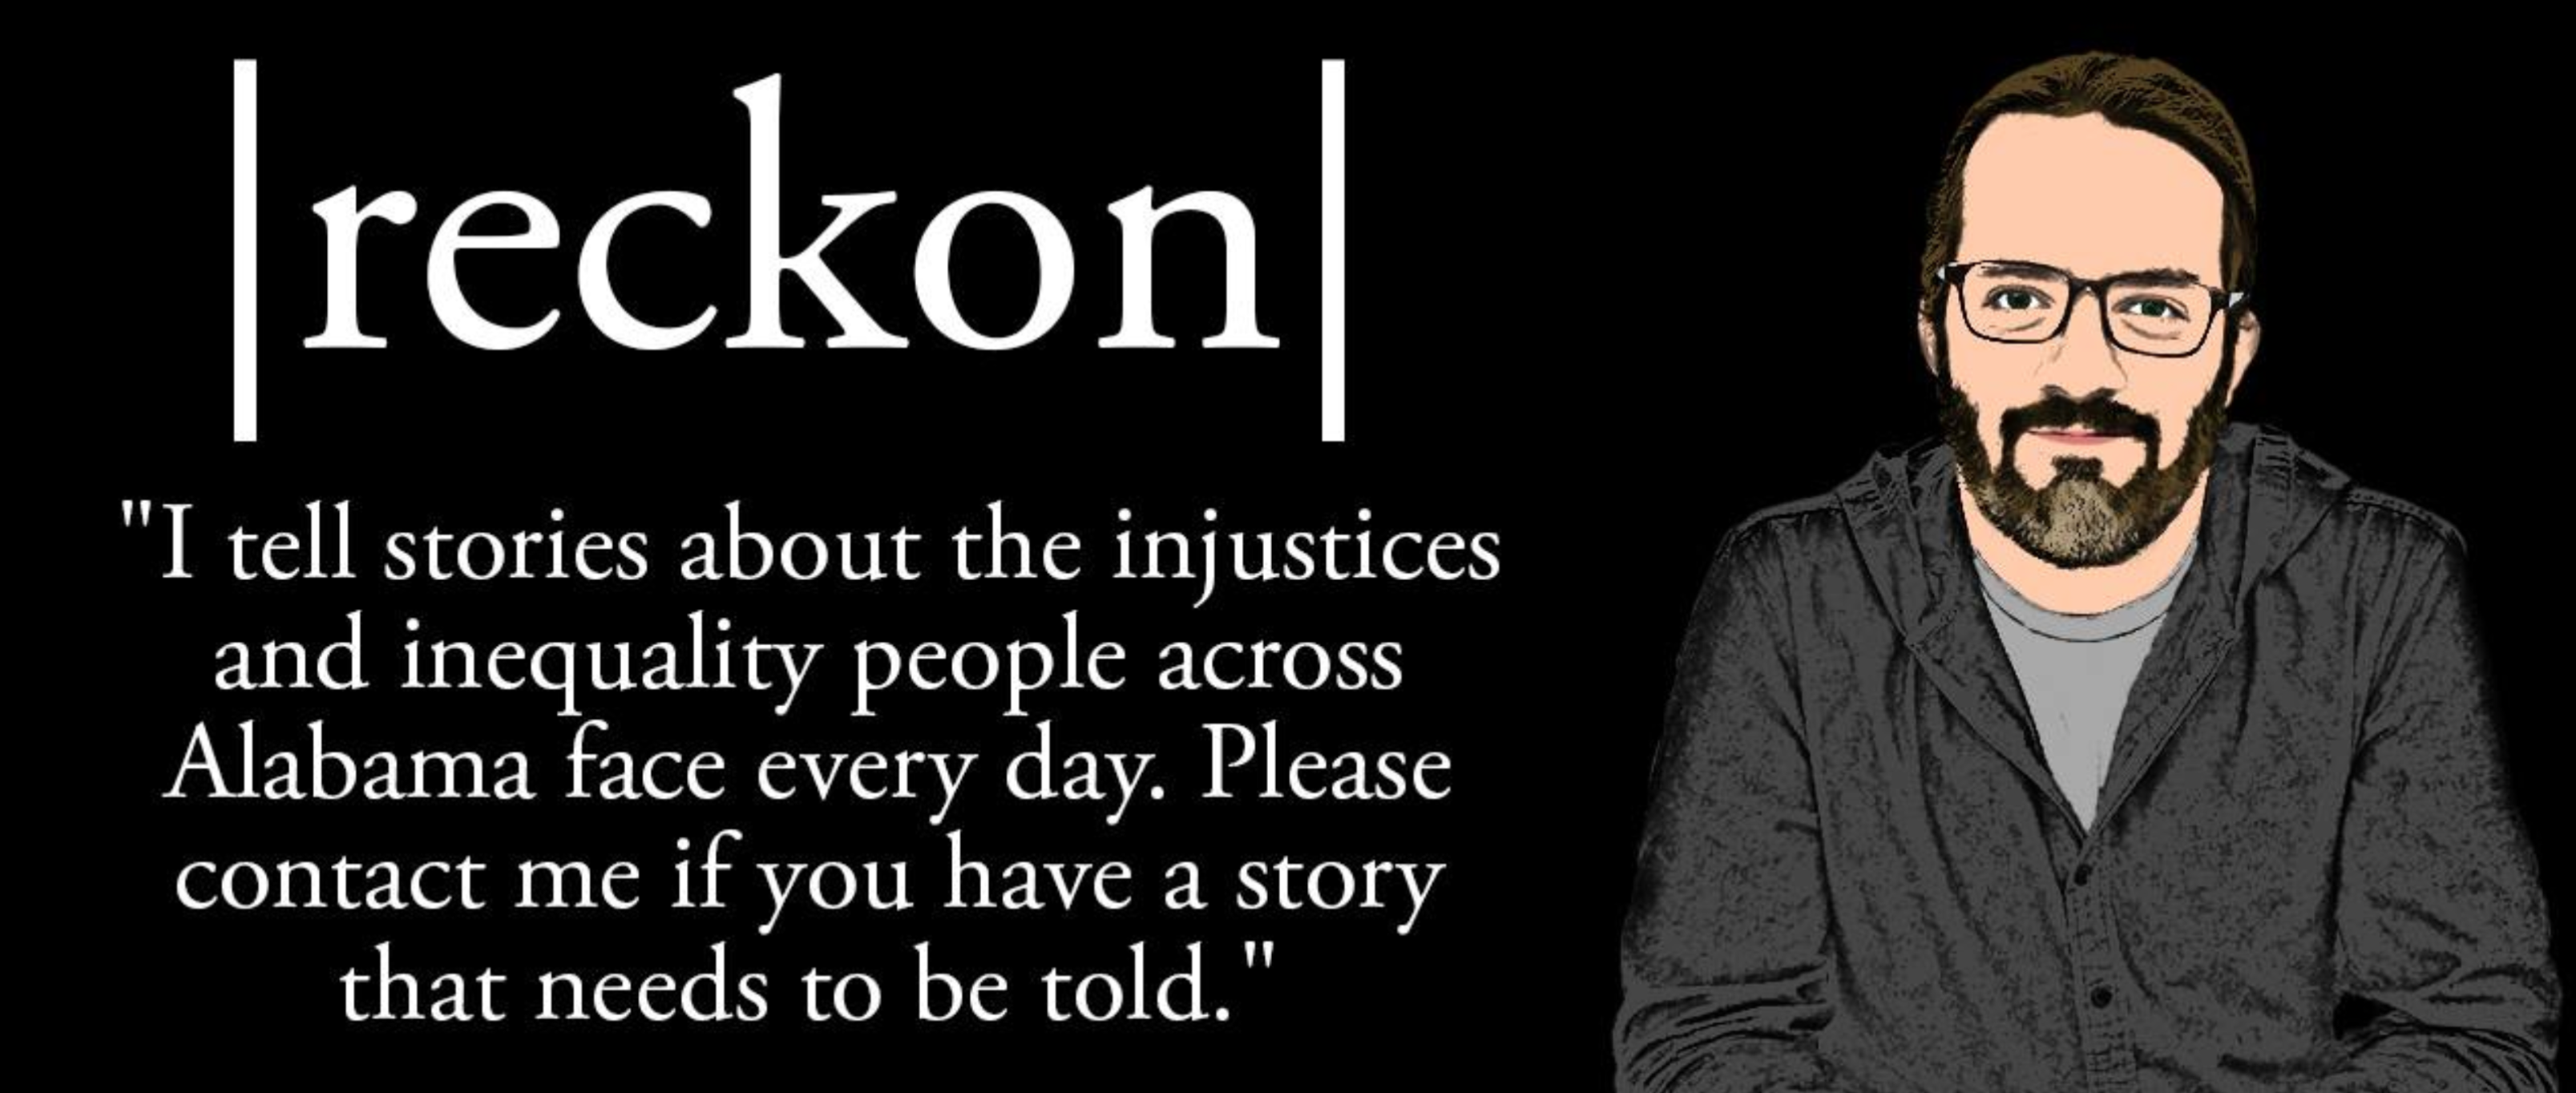 |reckon|
"I tell stories about the injustices
and inequality people across
Alabama face every day. Please
contact me if you have a story
that needs to be told."